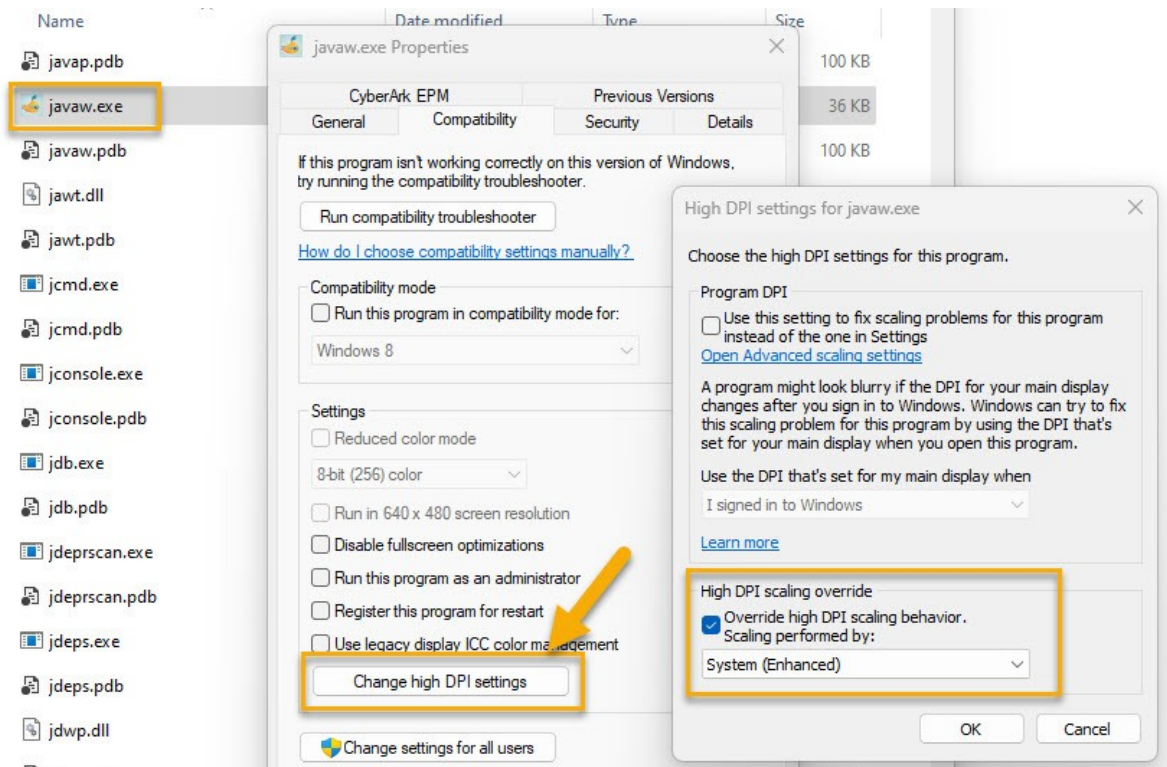 Name
Date modified
Type
Size
javap.pdb
100 KB
javaw.exe
36 KB
javaw.pdb
100 KB
jawt.dll
jawt.pdb
jcmd.exe
jcmd.pdb
jconsole.exe
jconsole.pdb
jdb.exe
jdb.pdb
jdeprscan.exe
jdeprscan.pdb
jdeps.exe
jdeps.pdb
jdwp.dll
javaw.exe Properties
CyberArk EPM
Previous Versions
General
Compatibility
Security
Details
If this program isn't working correctly on this version of Windows,
try running the compatibility troubleshooter.
Run compatibility troubleshooter
How do I choose compatibility settings manually?
Compatibility mode
Run this program in compatibility mode for:
Windows 8
Settings
Reduced color mode
8-bit (256) color
Run in 640 x 480 screen resolution
Disable fullscreen optimizations
Run this program as an administrator
Register this program for restart
Use legacy display ICC color management
Change high DPI settings
Change settings for all users
High DPI settings for javaw.exe
Choose the high DPI settings for this program.
Program DPI
Use this setting to fix scaling problems for this program
instead of the one in Settings
Open Advanced scaling settings
A program might look blurry if the DPI for your main display
changes after you sign in to Windows. Windows can try to fix
this scaling problem for this program by using the DPI that's
set for your main display when you open this program.
Use the DPI that's set for my main display when
I signed in to Windows
Learn more
High DPI scaling override
Override high DPI scaling behavior.
Scaling performed by:
System (Enhanced)
OK
Cancel